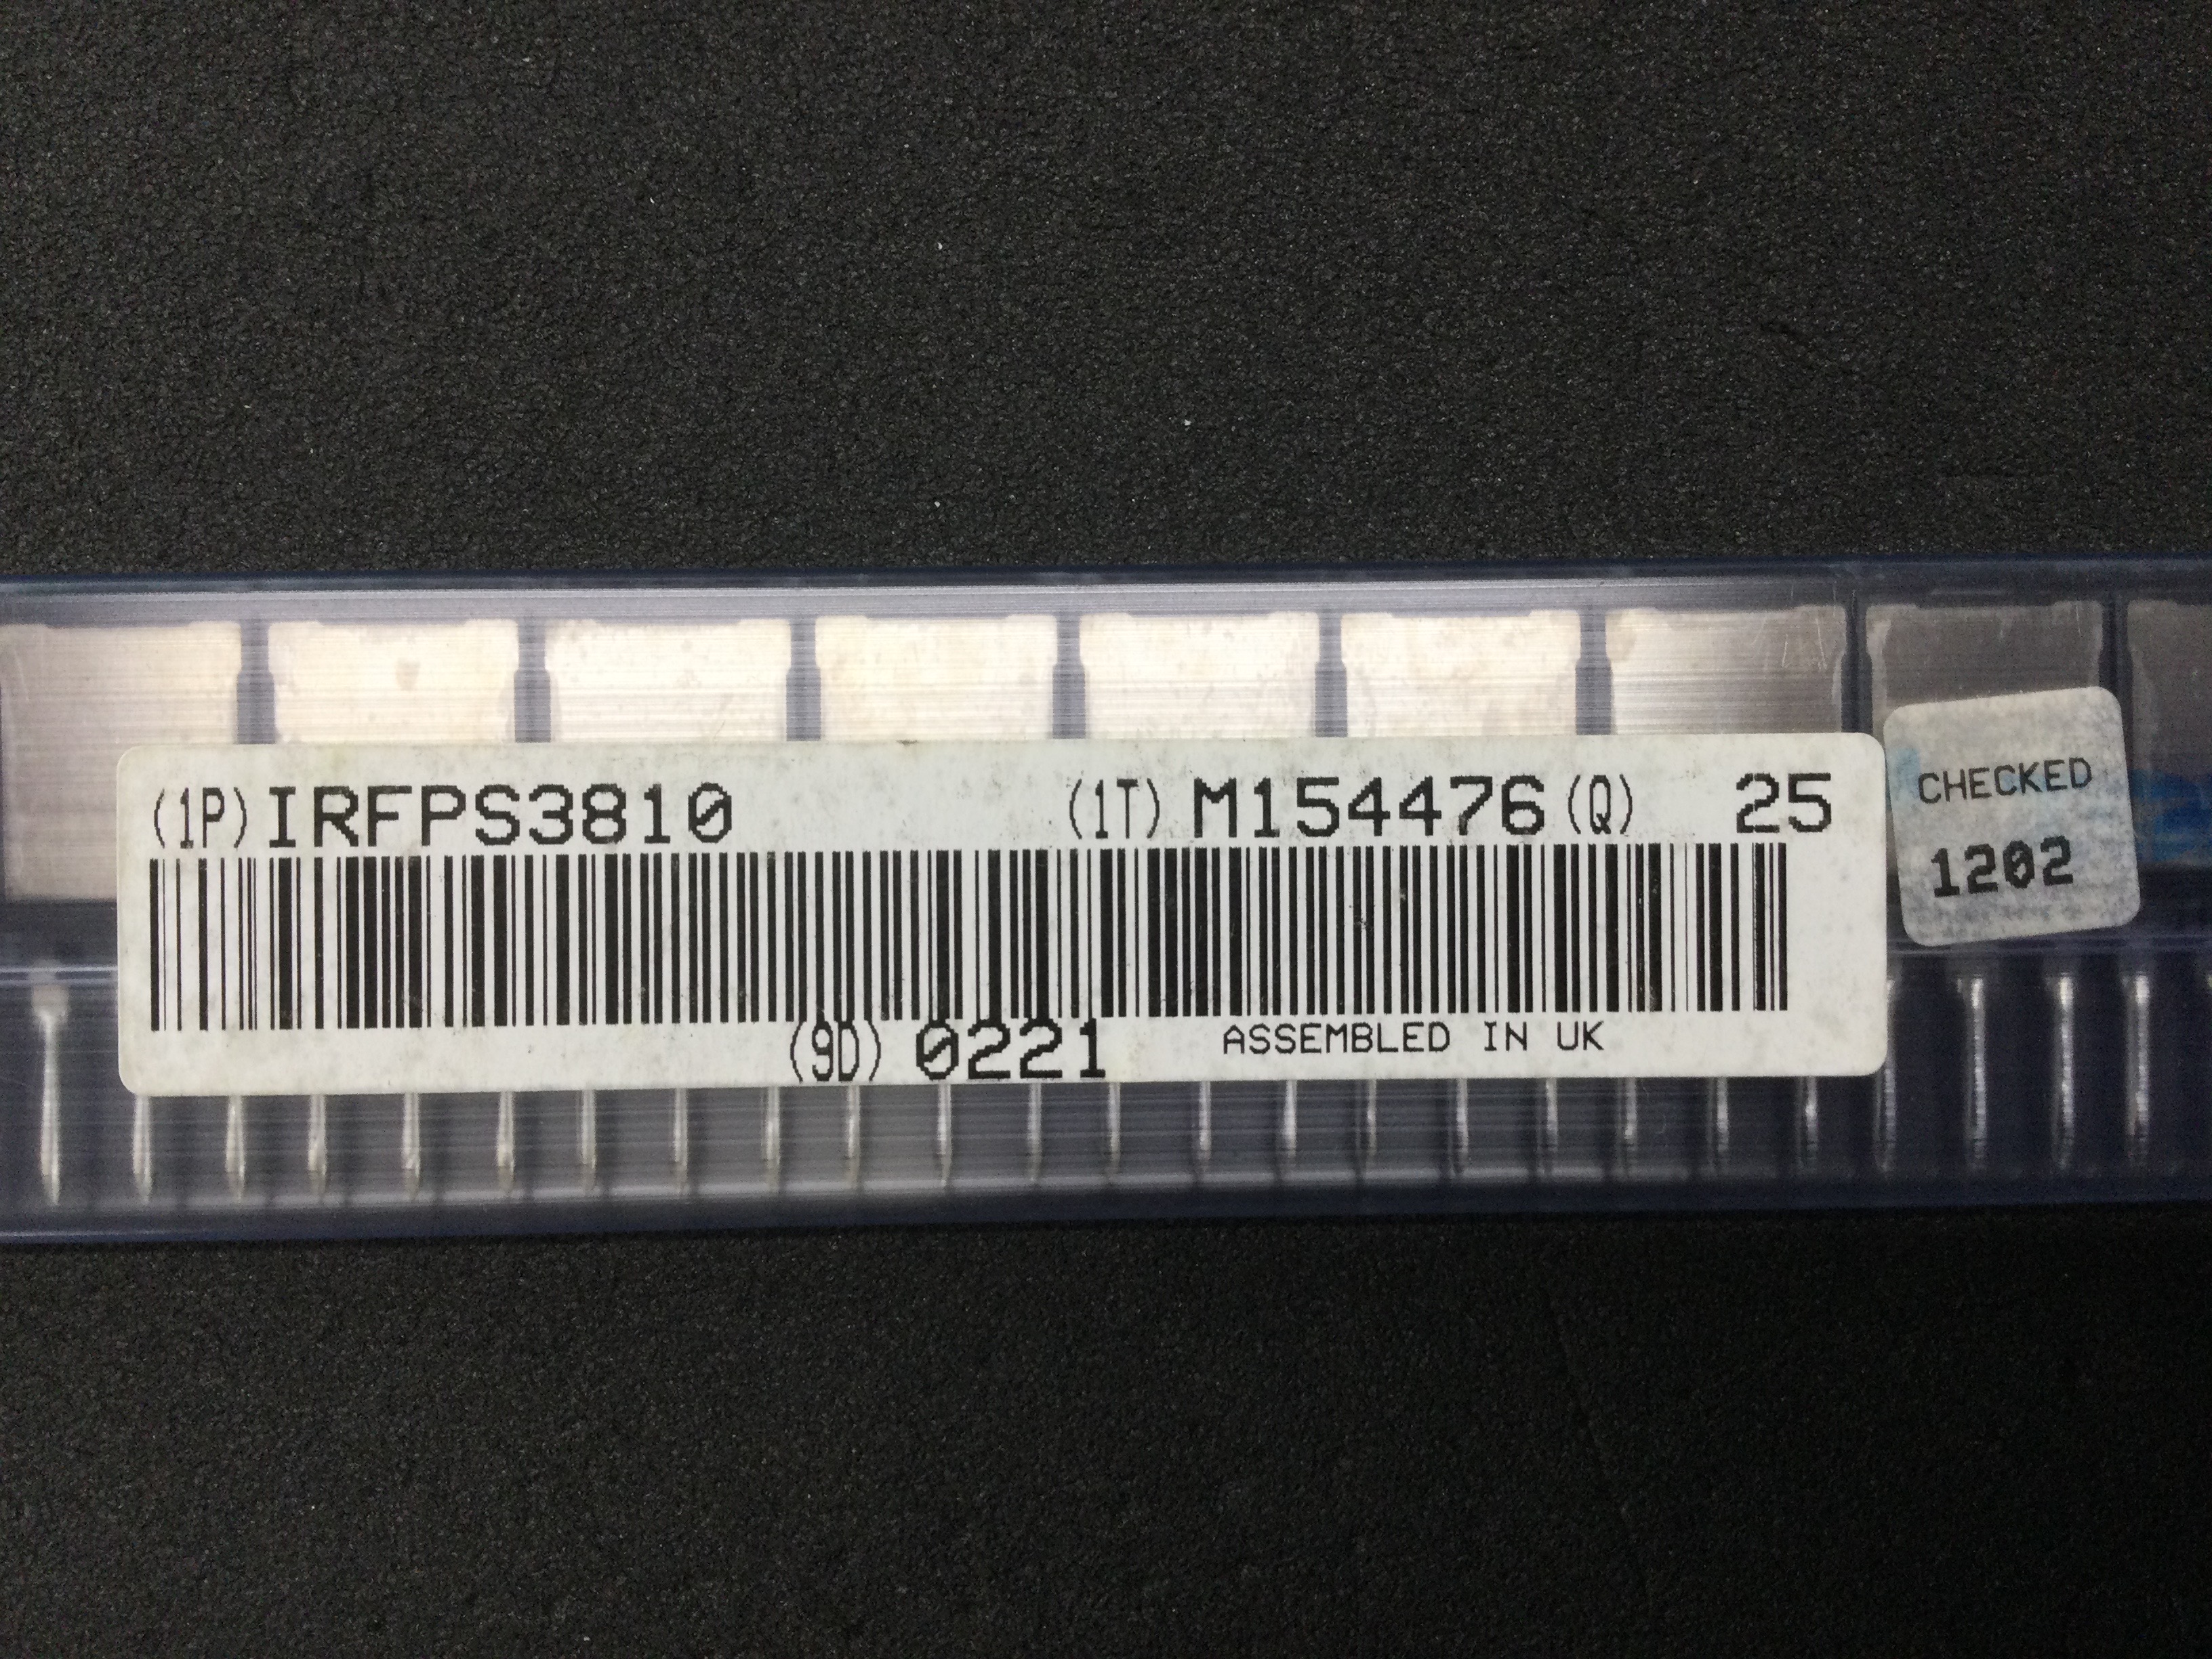 (1P) IRFPS3810 (1T) M154476 (Q) 25
(9D) 0221 ASSEMBLED IN UK
CHECKED
1202